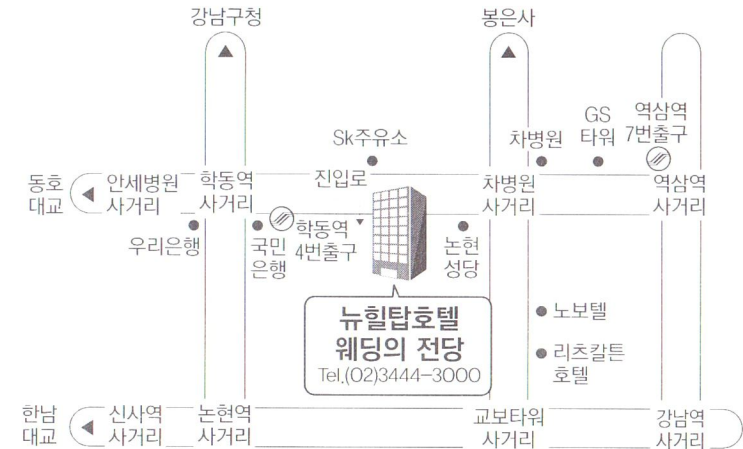 강남구청
봉은사
Sk주유소
차병원
GS
타워
역삼역
7번출구
동호
대교
안세병원
사거리
학동역
사거리
진입로
차병원
사거리
역삼역
사거리
우리은행
국민
은행
학동역
4번출구
논현
성당
뉴힐탑호텔
웨딩의 전당
Tel.(02)3444-3000
노보텔
리츠칼튼
호텔
한남
대교
신사역
사거리
논현역
사거리
교보타워
사거리
강남역
사거리